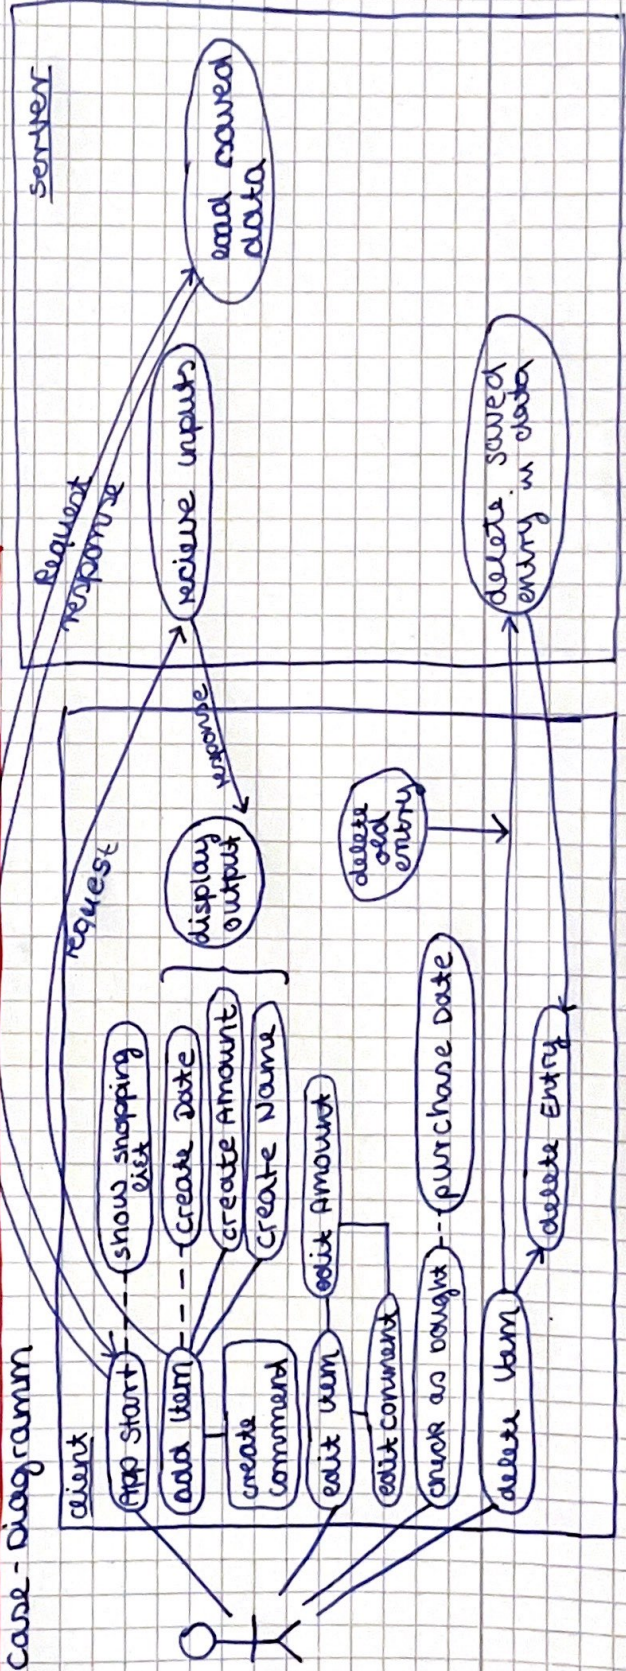 Case-Diagramm
client
App Start
show shopping
list
add Item
create Date
create Amount
create Name
create
comment
edit Item
edit Amount
edit comment
check as bought
purchase Date
delete Item
delete Entry
display
output
delete
old
entry
request
response
Request
response
server
recieve inputs
load saved
data
delete saved
entry in data